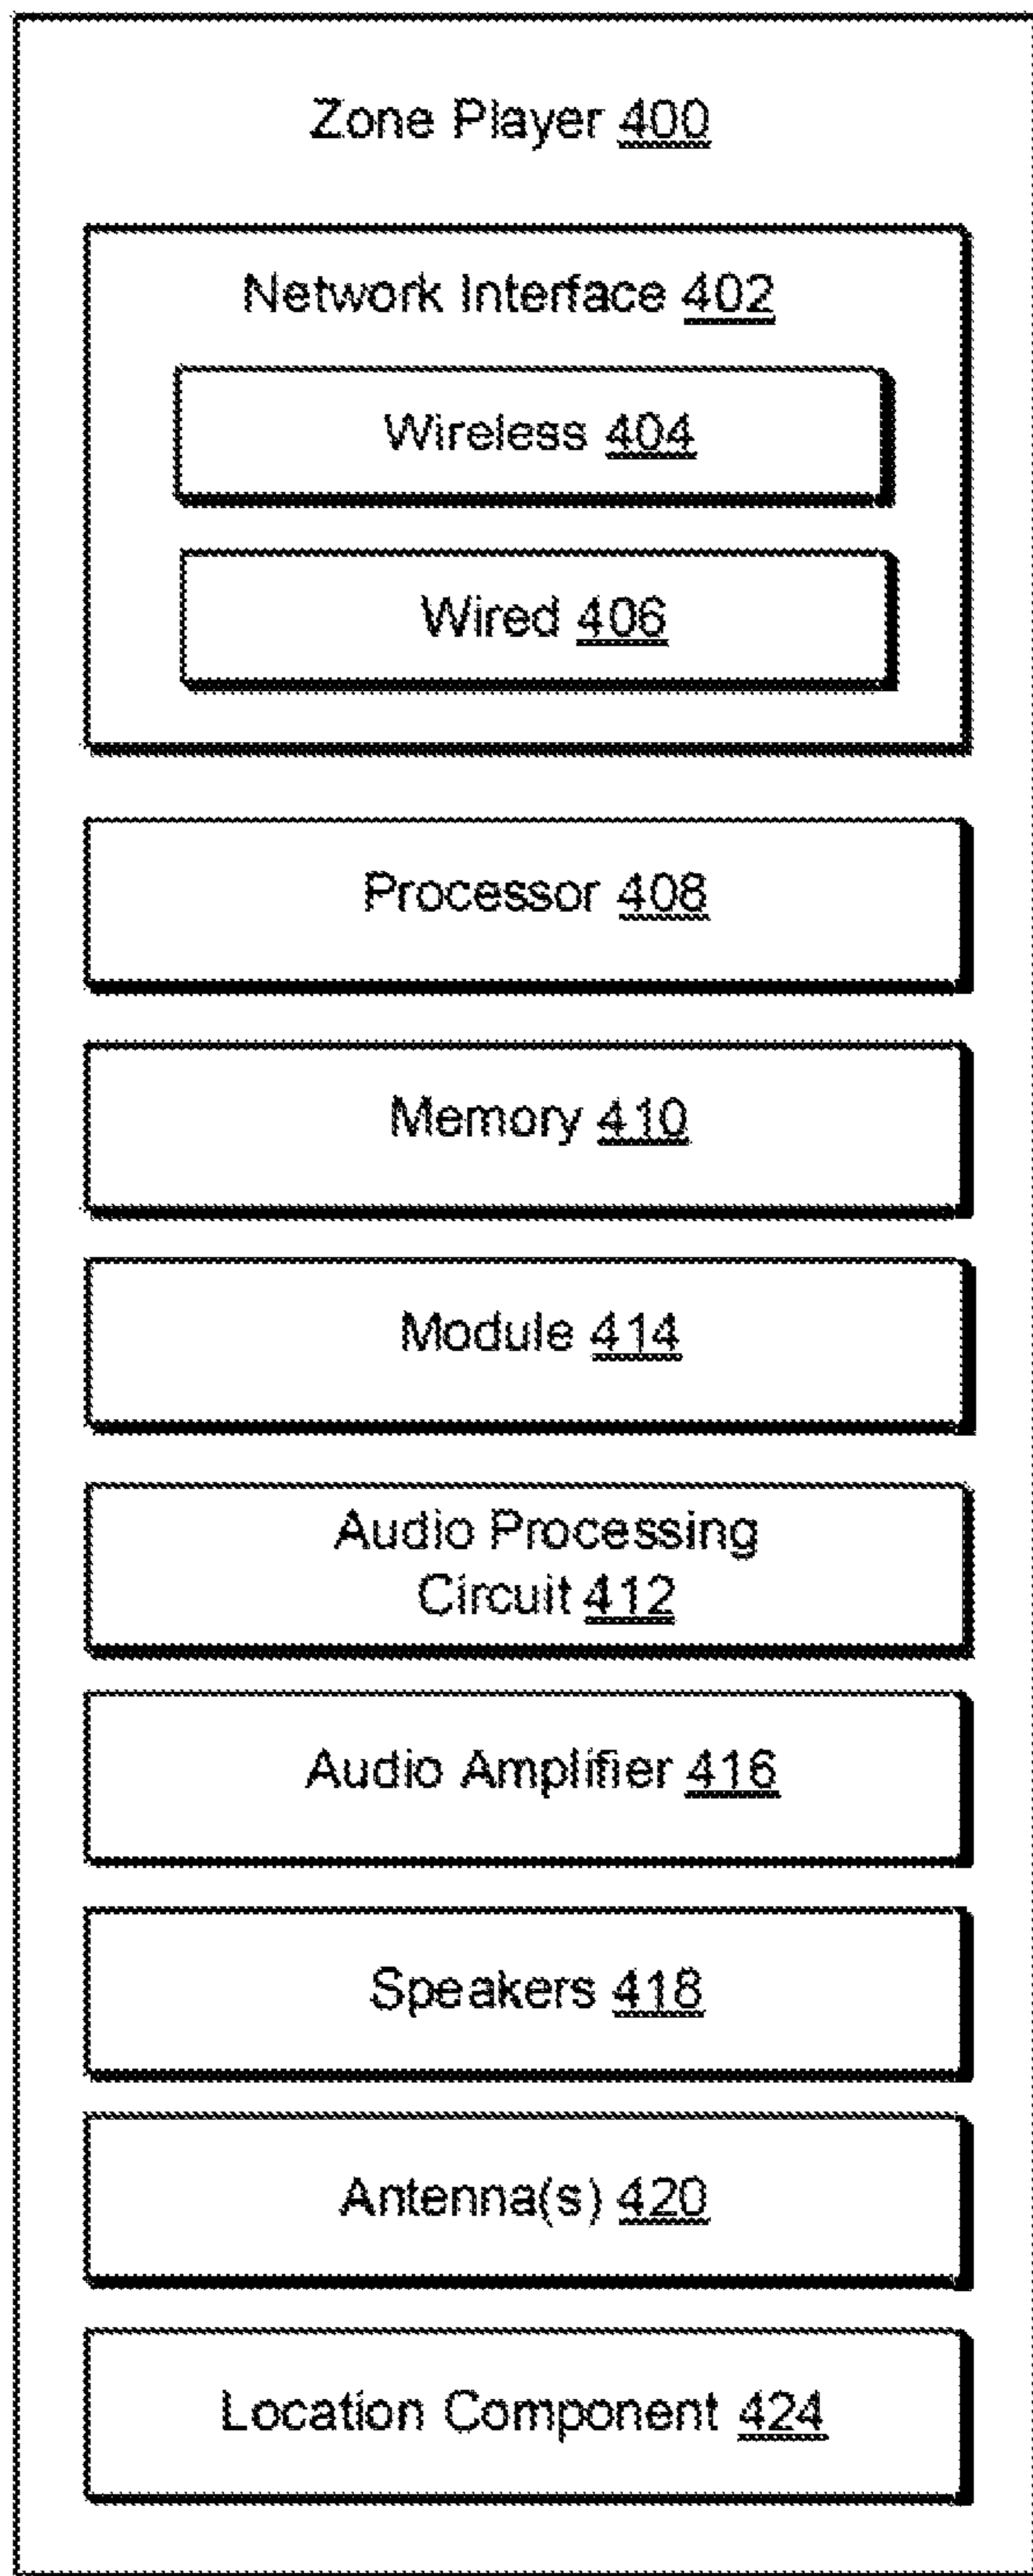 Zone Player 400
Network Interface 402
Wireless 404
Wired 406
Processor 408
Memory 410
Module 414
Audio Processing
Circuit 412
Audio Amplifier 416
Speakers 418
Antenna(s) 420
Location Component 424